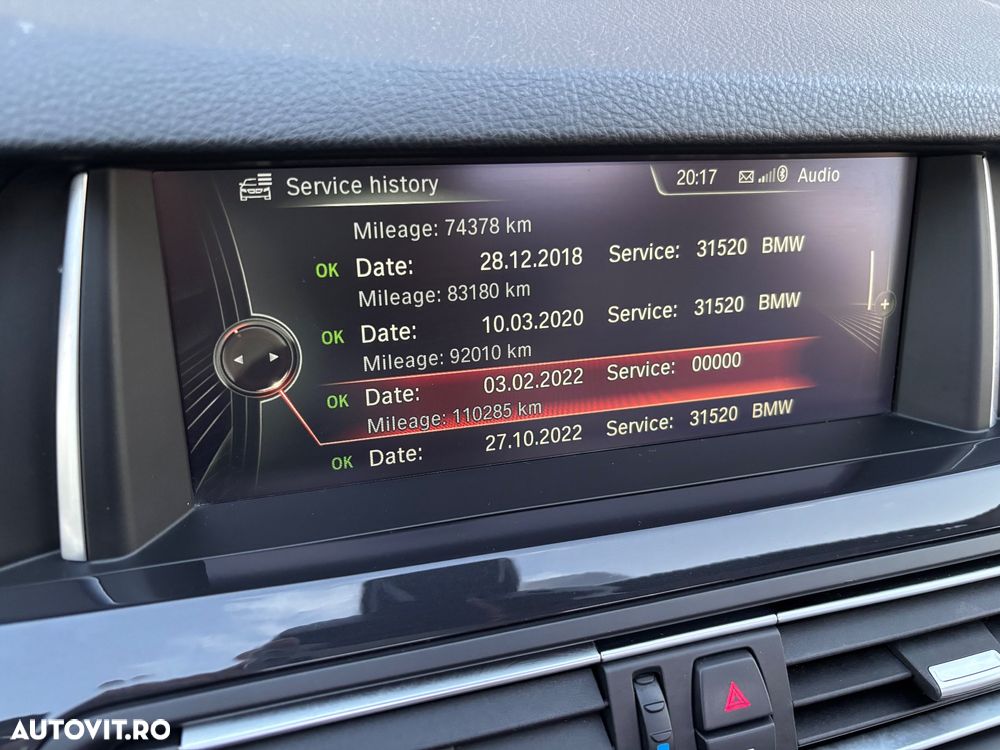 Service history 20:17 Audio
Mileage: 74378 km
OK Date: 28.12.2018 Service: 31520 BMW
Mileage: 83180 km
OK Date: 10.03.2020 Service: 31520 BMW
Mileage: 92010 km
OK Date: 03.02.2022 Service: 00000
Mileage: 110285 km
OK Date: 27.10.2022 Service: 31520 BMW
AUTOVIT.RO